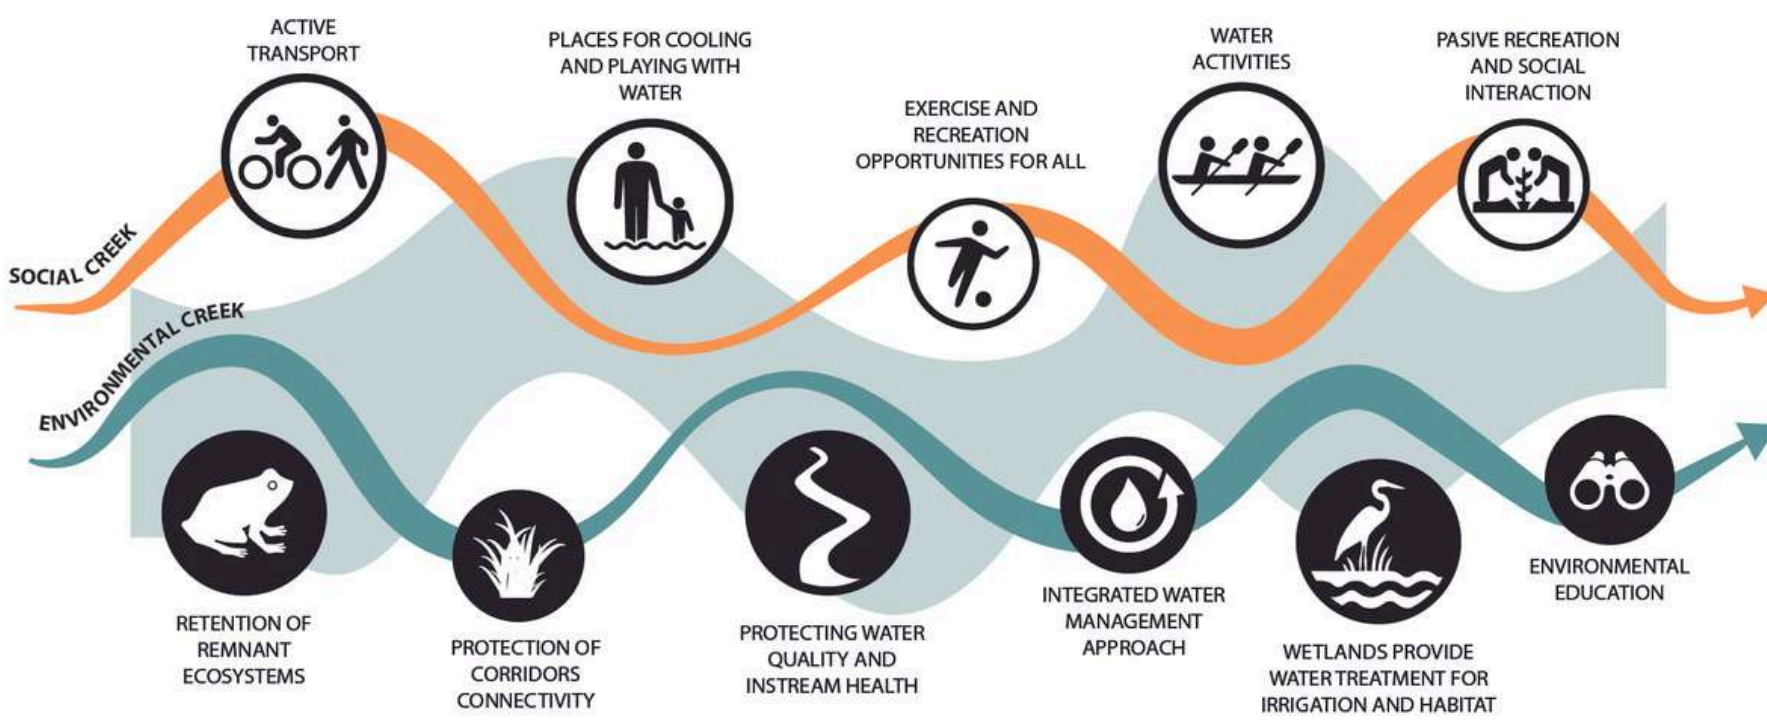 ACTIVE
TRANSPORT
PLACES FOR COOLING
AND PLAYING WITH
WATER
EXERCISE AND
RECREATION
OPPORTUNITIES FOR ALL
WATER
ACTIVITIES
PASIVE RECREATION
AND SOCIAL
INTERACTION
SOCIAL CREEK
ENVIRONMENTAL CREEK
RETENTION OF
REMNANT
ECOSYSTEMS
PROTECTION OF
CORRIDORS
CONNECTIVITY
PROTECTING WATER
QUALITY AND
INSTREAM HEALTH
INTEGRATED WATER
MANAGEMENT
APPROACH
WETLANDS PROVIDE
WATER TREATMENT FOR
IRRIGATION AND HABITAT
ENVIRONMENTAL
EDUCATION